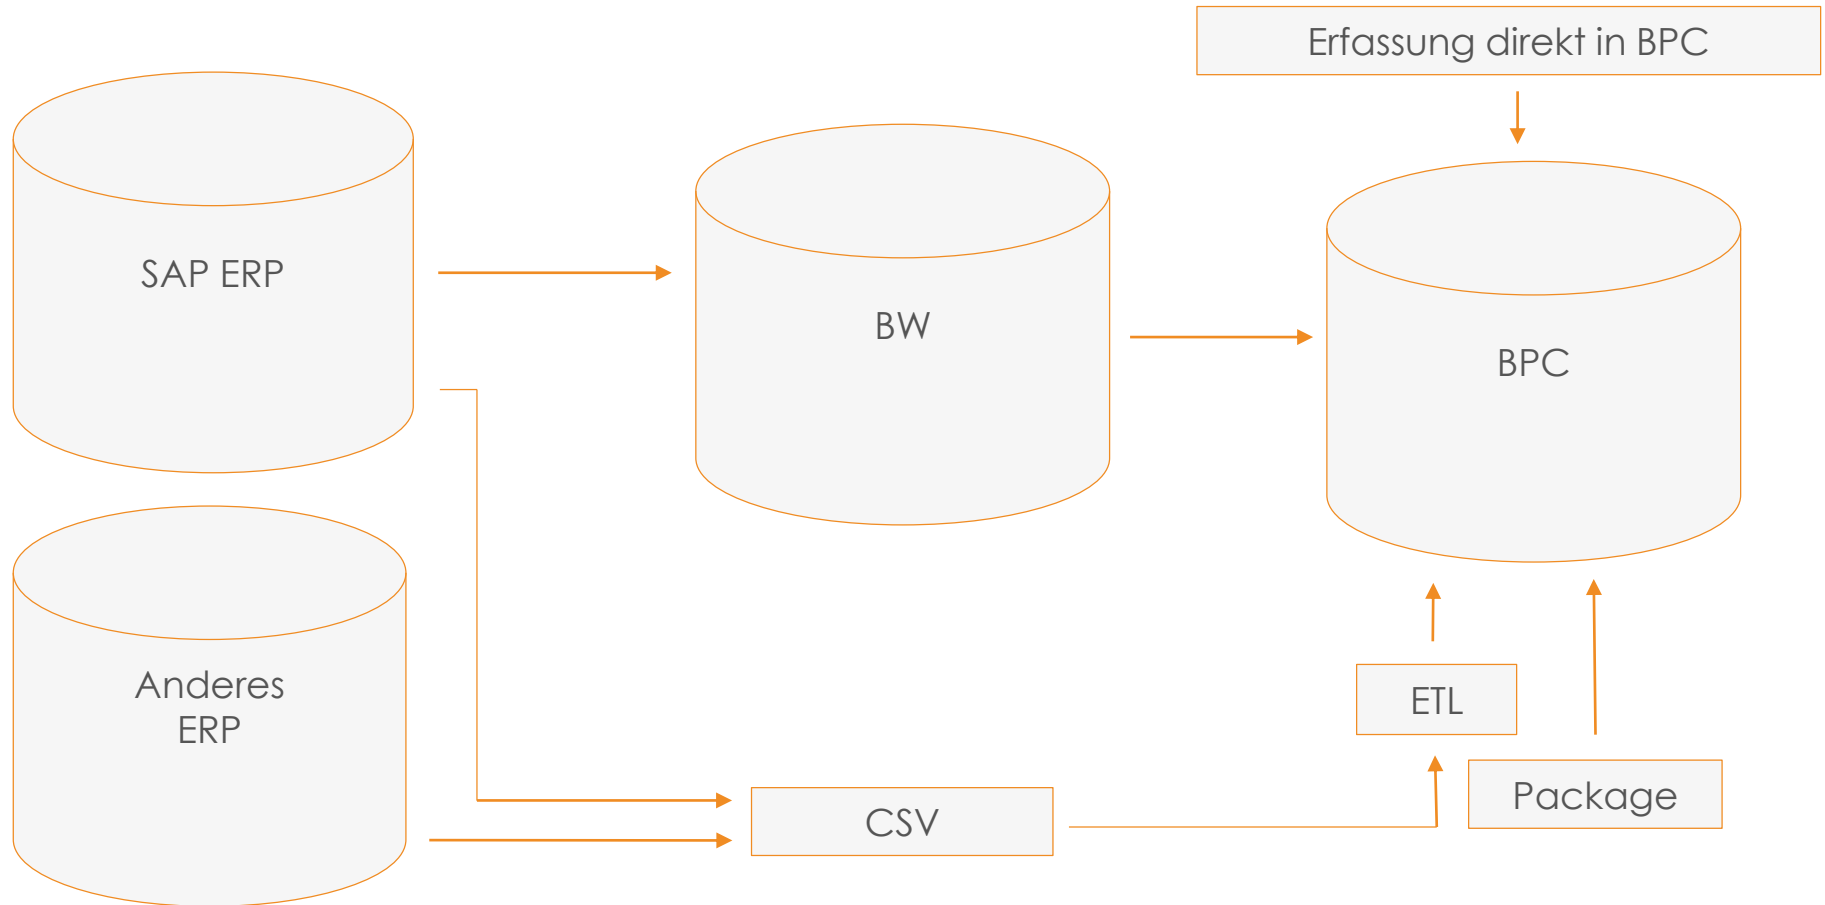 Erfassung direkt in BPC
SAP ERP
BW
BPC
Anderes
ERP
ETL
Package
CSV